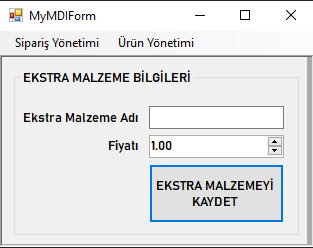 MyMDIForm
Sipariş Yönetimi Ürün Yönetimi
EKSTRA MALZEME BİLGİLERİ
Ekstra Malzeme Adı
Fiyatı 1.00
EKSTRA MALZEMEYİ
KAYDET